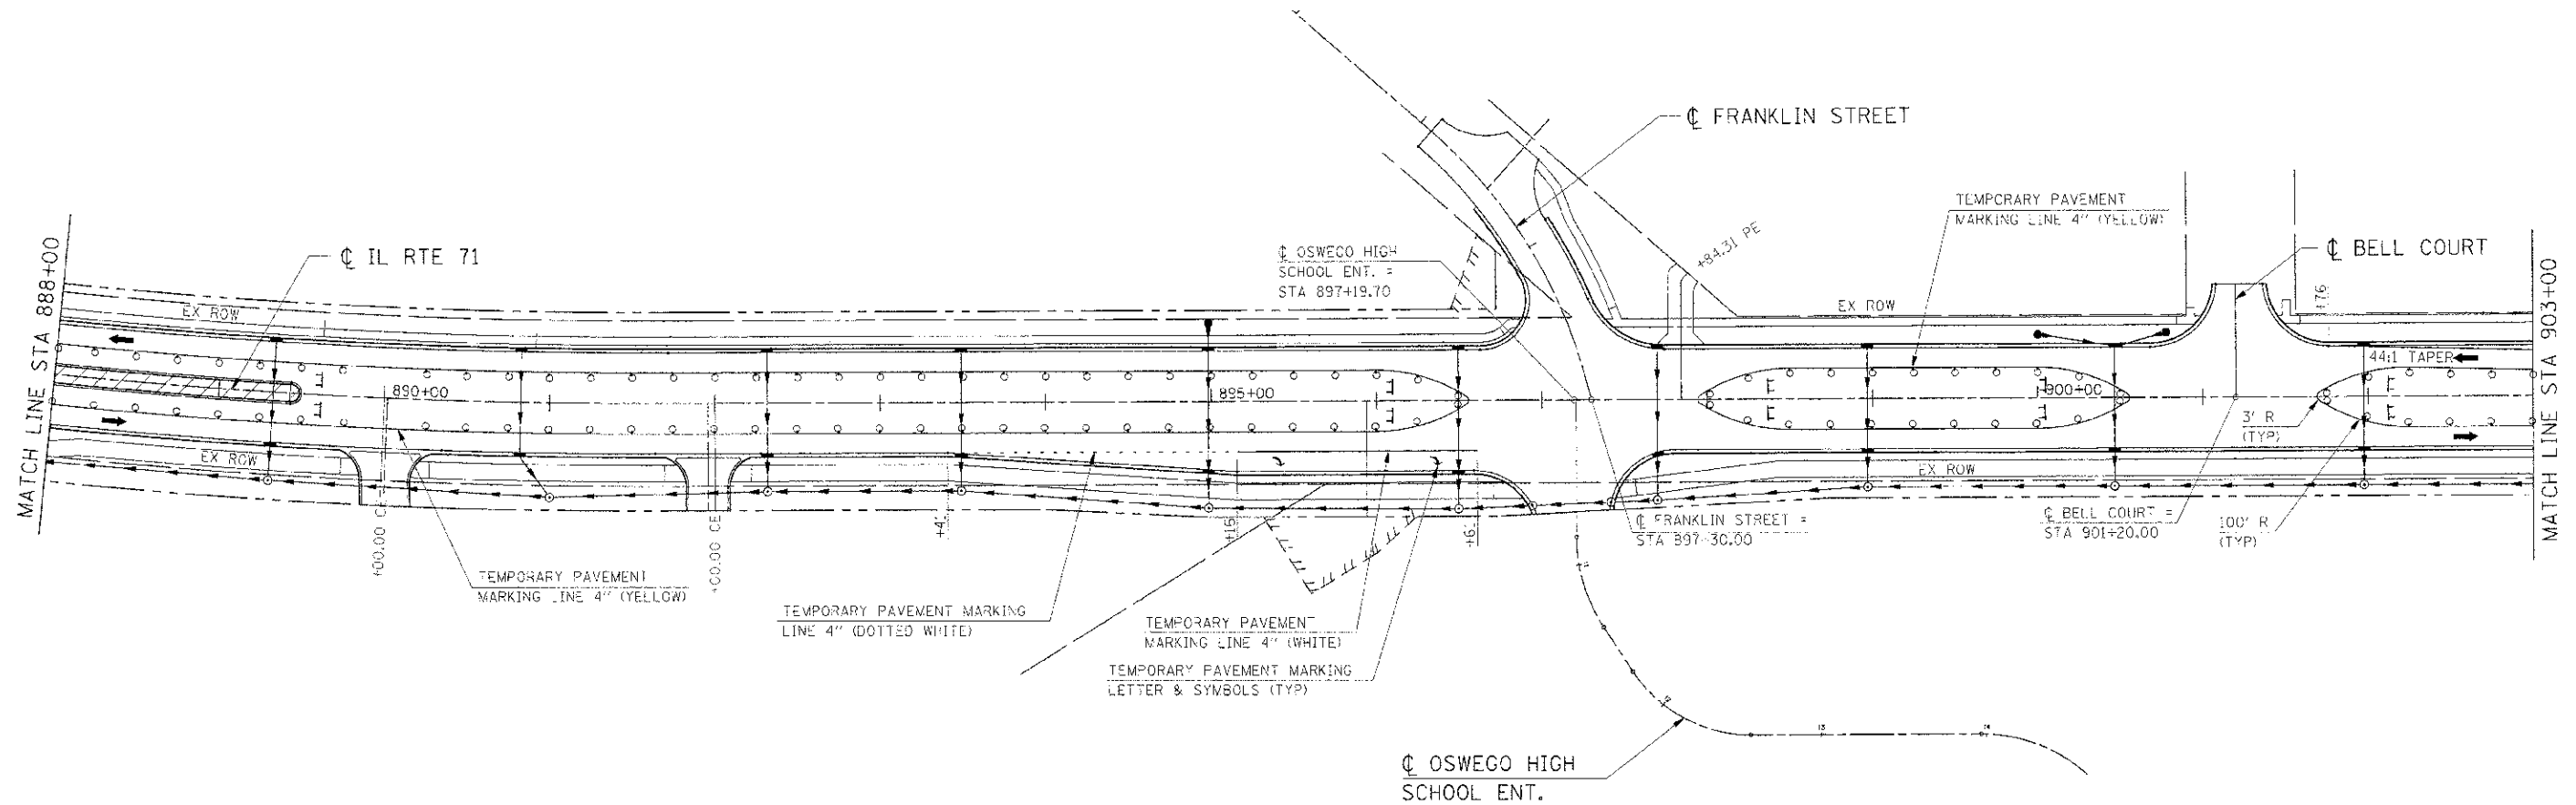 ℄ FRANKLIN STREET
TEMPORARY PAVEMENT
MARKING LINE 4" (YELLOW)
℄ IL RTE 71
℄ OSWEGO HIGH
SCHOOL ENT. =
STA 897+19.70
+84.31 PE
℄ BELL COURT
MATCH LINE STA 888+00
EX ROW
EX ROW
+76
MATCH LINE STA 903+00
44:1 TAPER
890+00
895+00
900+00
3' R
(TYP)
EX ROW
EX ROW
+00.00 CE
+00.00 CE
+16
℄ FRANKLIN STREET =
STA 897+30.00
℄ BELL COURT =
STA 901+20.00
100' R
(TYP)
TEMPORARY PAVEMENT
MARKING LINE 4" (YELLOW)
TEMPORARY PAVEMENT MARKING
LINE 4" (DOTTED WHITE)
TEMPORARY PAVEMENT
MARKING LINE 4" (WHITE)
TEMPORARY PAVEMENT MARKING
LETTER & SYMBOLS (TYP)
13
℄ OSWEGO HIGH
SCHOOL ENT.